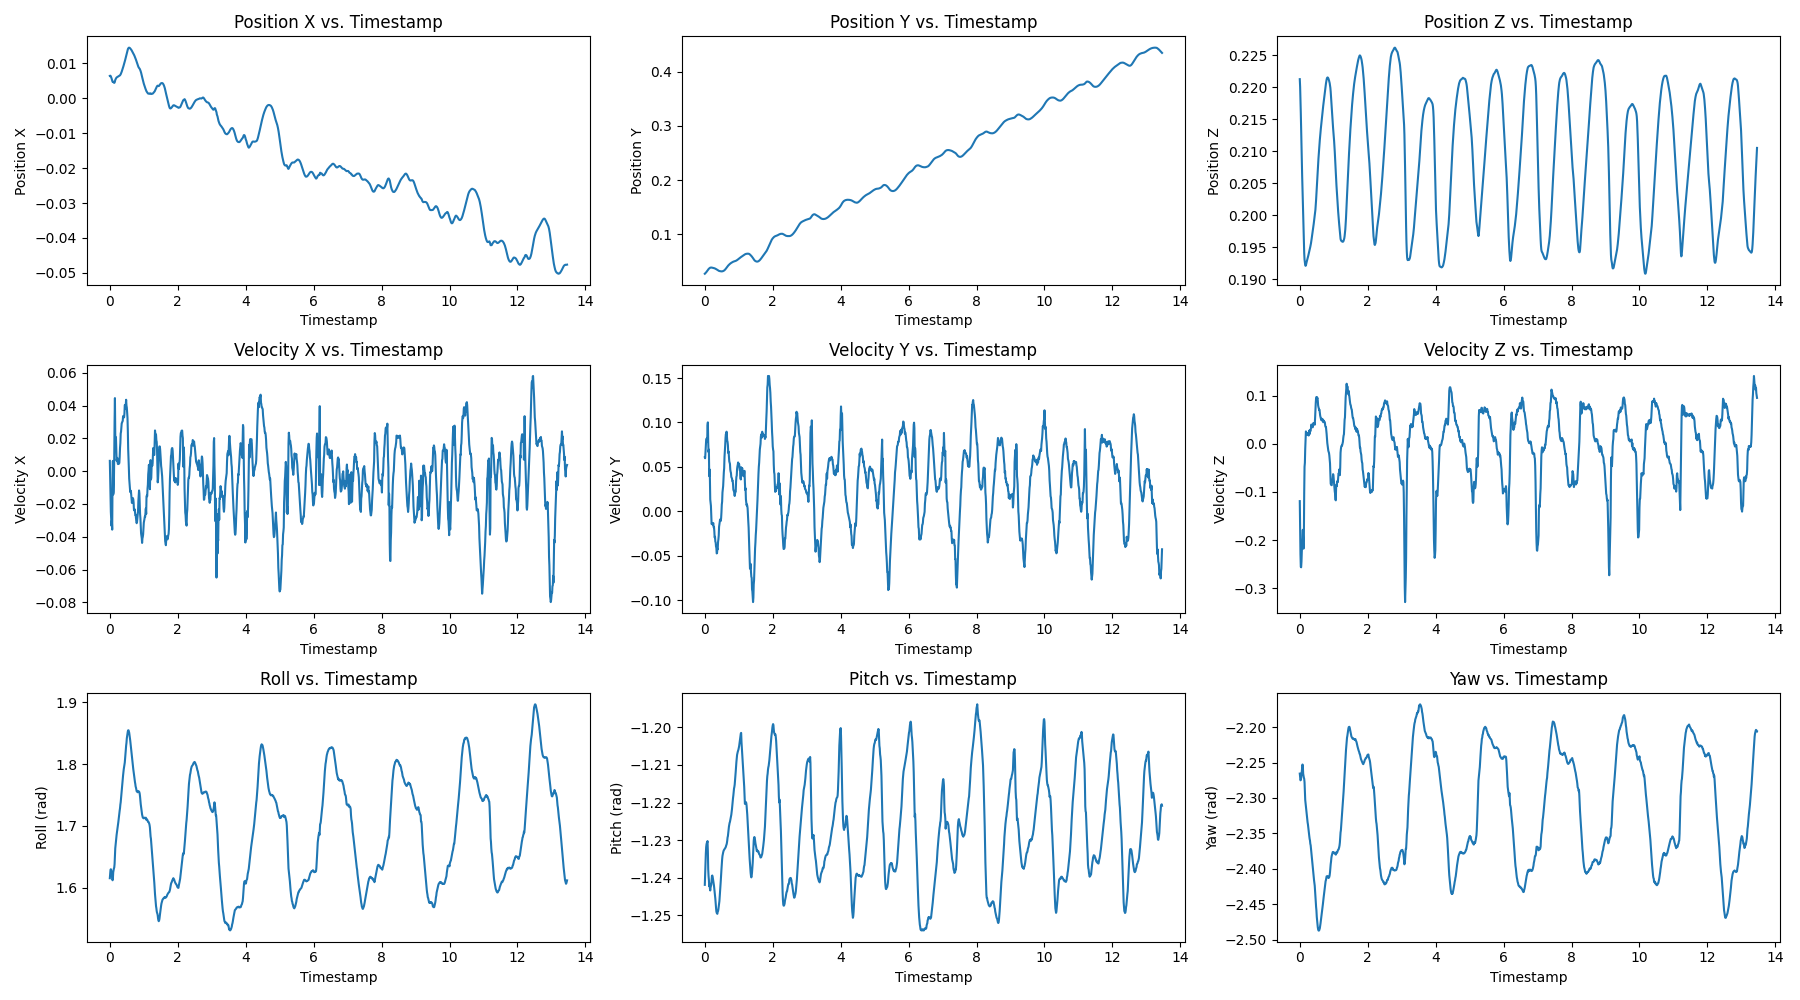 Position X vs. Timestamp
Position X
0.01
0.00
−0.01
−0.02
−0.03
−0.04
−0.05
0 2 4 6 8 10 12 14
Timestamp
Position Y vs. Timestamp
Position Y
0.4
0.3
0.2
0.1
0 2 4 6 8 10 12 14
Timestamp
Position Z vs. Timestamp
Position Z
0.225
0.220
0.215
0.210
0.205
0.200
0.195
0.190
0 2 4 6 8 10 12 14
Timestamp
Velocity X vs. Timestamp
Velocity X
0.06
0.04
0.02
0.00
−0.02
−0.04
−0.06
−0.08
0 2 4 6 8 10 12 14
Timestamp
Velocity Y vs. Timestamp
Velocity Y
0.15
0.10
0.05
0.00
−0.05
−0.10
0 2 4 6 8 10 12 14
Timestamp
Velocity Z vs. Timestamp
Velocity Z
0.1
0.0
−0.1
−0.2
−0.3
0 2 4 6 8 10 12 14
Timestamp
Roll vs. Timestamp
Roll (rad)
1.9
1.8
1.7
1.6
0 2 4 6 8 10 12 14
Timestamp
Pitch vs. Timestamp
Pitch (rad)
−1.20
−1.21
−1.22
−1.23
−1.24
−1.25
0 2 4 6 8 10 12 14
Timestamp
Yaw vs. Timestamp
Yaw (rad)
−2.20
−2.25
−2.30
−2.35
−2.40
−2.45
−2.50
0 2 4 6 8 10 12 14
Timestamp